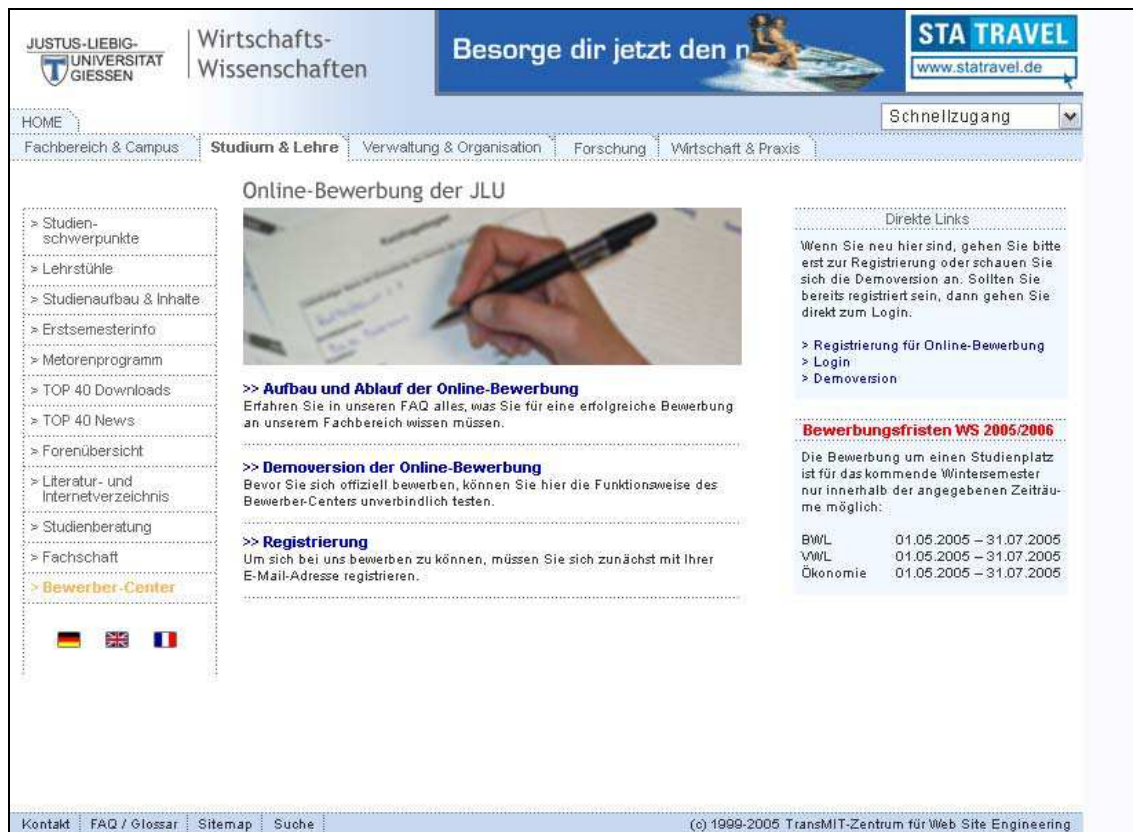 JUSTUS-LIEBIG-
UNIVERSITAT
GIESSEN
Wirtschafts-
Wissenschaften
Besorge dir jetzt den n
STA TRAVEL
www.statravel.de
HOME
Schnellzugang
Fachbereich & Campus
Studium & Lehre
Verwaltung & Organisation
Forschung
Wirtschaft & Praxis
Online-Bewerbung der JLU
> Studien-
schwerpunkte
> Lehrstühle
> Studienaufbau & Inhalte
> Erstsemesterinfo
> Metorenprogramm
> TOP 40 Downloads
> TOP 40 News
> Forenübersicht
> Literatur- und
Internetverzeichnis
> Studienberatung
> Fachschaft
> Bewerber-Center
>> Aufbau und Ablauf der Online-Bewerbung
Erfahren Sie in unseren FAQ alles, was Sie für eine erfolgreiche Bewerbung
an unserem Fachbereich wissen müssen.
>> Demoversion der Online-Bewerbung
Bevor Sie sich offiziell bewerben, können Sie hier die Funktionsweise des
Bewerber-Centers unverbindlich testen.
>> Registrierung
Um sich bei uns bewerben zu können, müssen Sie sich zunächst mit Ihrer
E-Mail-Adresse registrieren.
Direkte Links
Wenn Sie neu hier sind, gehen Sie bitte
erst zur Registrierung oder schauen Sie
sich die Demoversion an. Sollten Sie
bereits registriert sein, dann gehen Sie
direkt zum Login.
> Registrierung für Online-Bewerbung
> Login
> Demoversion
Bewerbungsfristen WS 2005/2006
Die Bewerbung um einen Studienplatz
ist für das kommende Wintersemester
nur innerhalb der angegebenen Zeiträu-
me möglich:
BWL 01.05.2005 – 31.07.2005
VWL 01.05.2005 – 31.07.2005
Ökonomie 01.05.2005 – 31.07.2005
Kontakt
FAQ / Glossar
Sitemap
Suche
(c) 1999-2005 TransMIT-Zentrum für Web Site Engineering